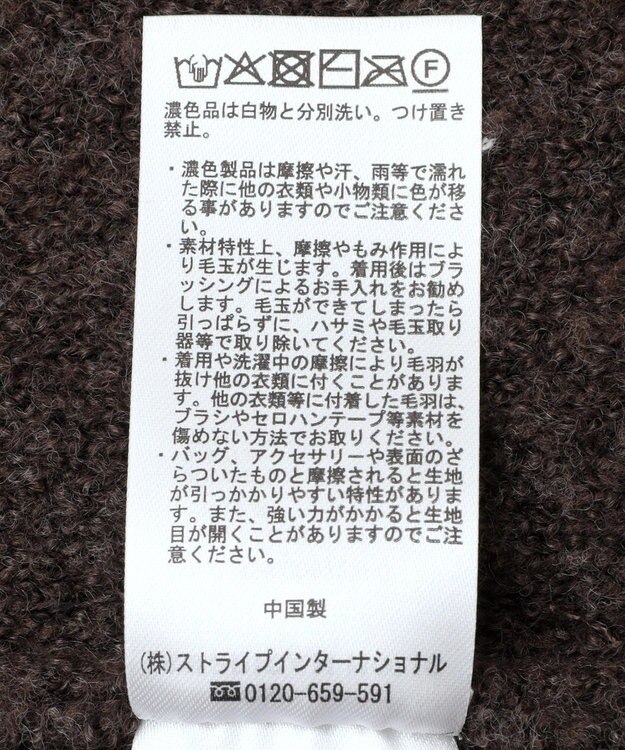 F
濃色品は白物と分別洗い。つけ置き
禁止。
・濃色製品は摩擦や汗、雨等で濡れ
た際に他の衣類や小物類に色が移
る事がありますのでご注意くださ
い。
・素材特性上、摩擦やもみ作用によ
り毛玉が生じます。着用後はブラ
ッシングによるお手入れをお勧め
します。毛玉ができてしまったら
引っぱらずに、ハサミや毛玉取り
器等で取り除いてください。
・着用や洗濯中の摩擦により毛羽が
抜け他の衣類に付くことがありま
す。他の衣類等に付着した毛羽は、
ブラシやセロハンテープ等素材を
傷めない方法でお取りください。
・バッグ、アクセサリーや表面のざ
らついたものと摩擦されると生地
が引っかかりやすい特性がありま
す。また、強い力がかかると生地
目が開くことがありますのでご注
意ください。
中国製
(株)ストライプインターナショナル
0120-659-591